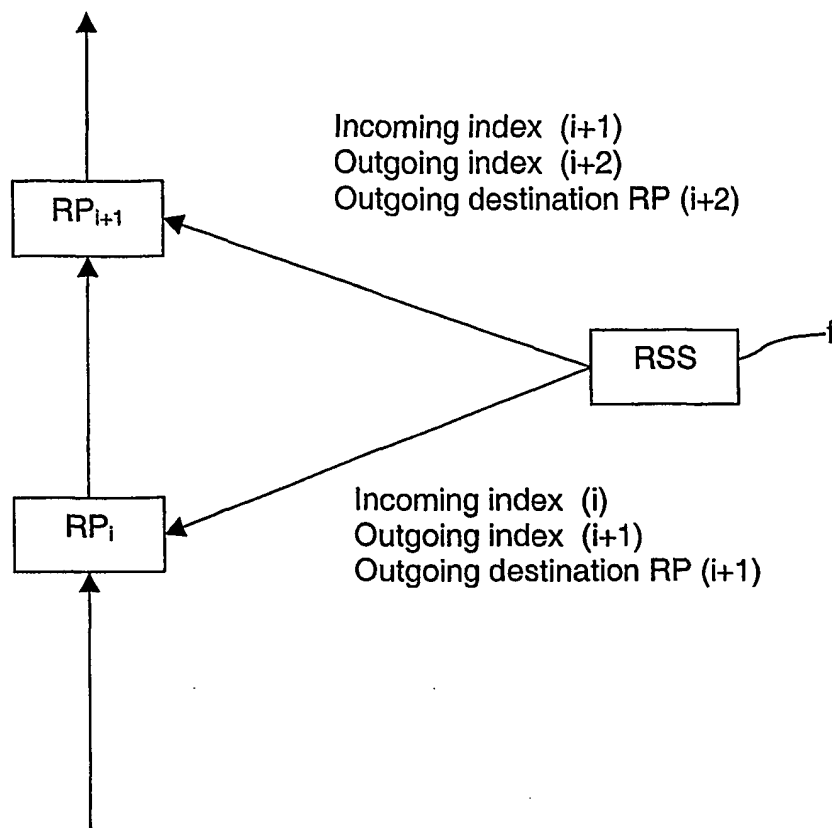 Incoming index (i+1)
Outgoing index (i+2)
Outgoing destination RP (i+2)
RPi+1
RSS
f
RPi
Incoming index (i)
Outgoing index (i+1)
Outgoing destination RP (i+1)